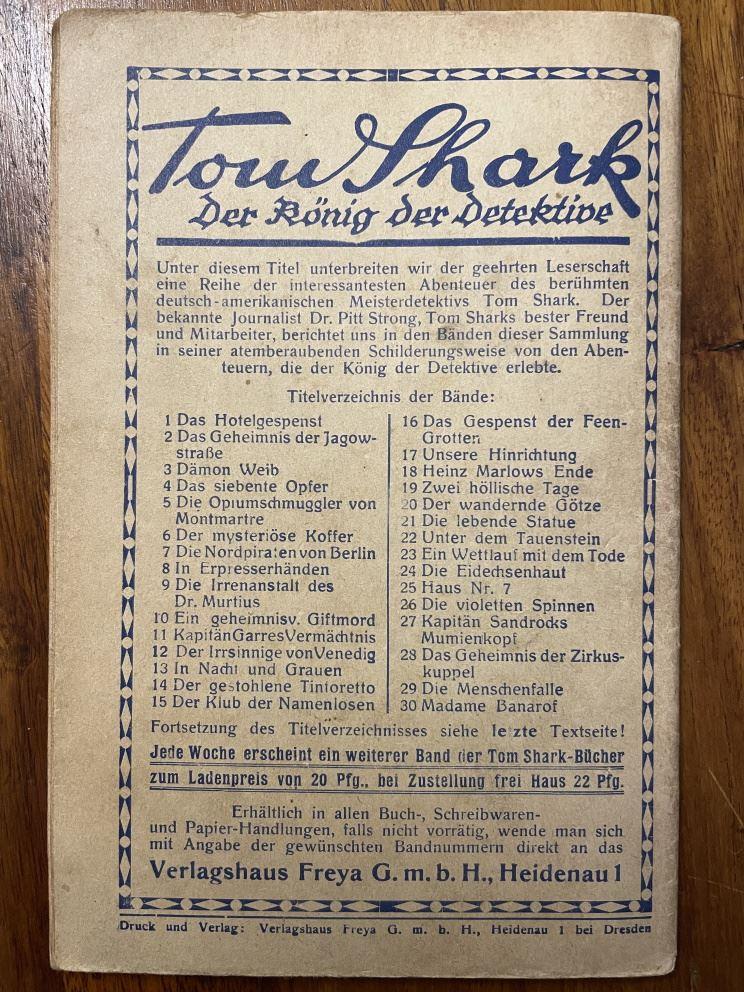 Tom Shark
Der König der Detektive
Unter diesem Titel unterbreiten wir der geehrten Leserschaft
eine Reihe der interessantesten Abenteuer des berühmten
deutsch-amerikanischen Meisterdetektivs Tom Shark. Der
bekannte Journalist Dr. Pitt Strong, Tom Sharks bester Freund
und Mitarbeiter, berichtet uns in den Bänden dieser Sammlung
in seiner atemberaubenden Schilderungsweise von den Aben-
teuern, die der König der Detektive erlebte.
Titelverzeichnis der Bände:
1 Das Hotelgespenst
2 Das Geheimnis der Jagow-
straße
3 Dämon Weib
4 Das siebente Opfer
5 Die Opiumschmuggler von
Montmartre
6 Der mysteriöse Koffer
7 Die Nordpiraten von Berlin
8 In Erpresserhänden
9 Die Irrenanstalt des
Dr. Murtius
10 Ein geheimnisv. Giftmord
11 Kapitän Garres Vermächtnis
12 Der Irrsinnige von Venedig
13 In Nacht und Grauen
14 Der gestohlene Tintoretto
15 Der Klub der Namenlosen
16 Das Gespenst der Feen-
Grotten
17 Unsere Hinrichtung
18 Heinz Marlows Ende
19 Zwei höllische Tage
20 Der wandernde Götze
21 Die lebende Statue
22 Unter dem Tauenstein
23 Ein Wettlauf mit dem Tode
24 Die Eidechsenhaut
25 Haus Nr. 7
26 Die violetten Spinnen
27 Kapitän Sandrocks
Mumienkopf
28 Das Geheimnis der Zirkus-
kuppel
29 Die Menschenfalle
30 Madame Banarof
Fortsetzung des Titelverzeichnisses siehe letzte Textseite!
Jede Woche erscheint ein weiterer Band der Tom Shark-Bücher
zum Ladenpreis von 20 Pfg., bei Zustellung frei Haus 22 Pfg.
Erhältlich in allen Buch-, Schreibwaren-
und Papier-Handlungen, falls nicht vorrätig, wende man sich
mit Angabe der gewünschten Bandnummern direkt an das
Verlagshaus Freya G. m. b. H., Heidenau 1
Druck und Verlag: Verlagshaus Freya G. m. b. H., Heidenau 1 bei Dresden